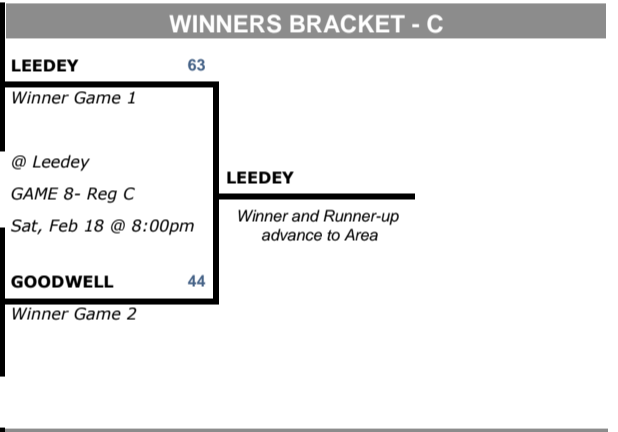 WINNERS BRACKET - C
LEEDEY 63
Winner Game 1
@ Leedey
GAME 8- Reg C
Sat, Feb 18 @ 8:00pm
LEEDEY
Winner and Runner-up
advance to Area
GOODWELL 44
Winner Game 2